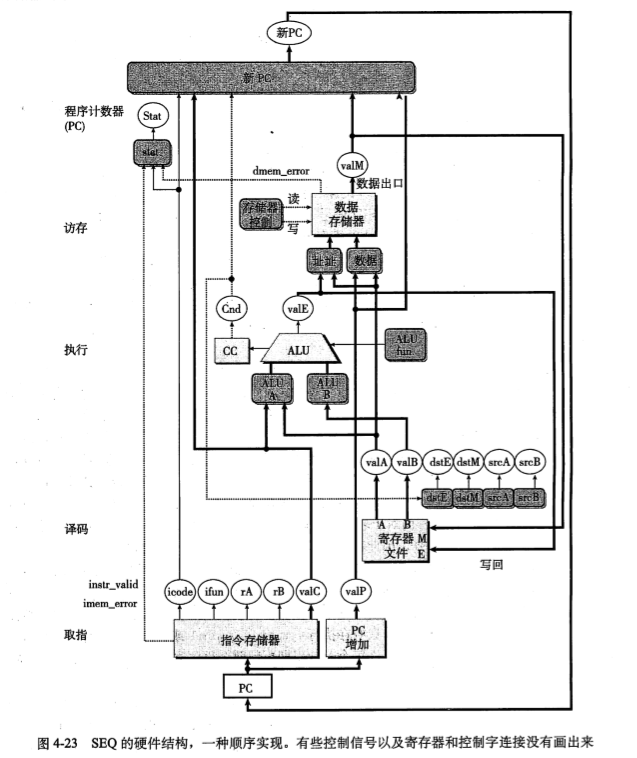 新PC
新PC
程序计数器
(PC)
Stat
stat
valM
dmem_error
数据出口
读
存储器
控制
数据
存储器
写
访存
地址
数据
Cnd
valE
执行
CC
ALU
ALU
fun.
ALU
A
ALU
B
valA
valB
dstE
dstM
srcA
srcB
dstE
dstM
srcA
srcB
译码
A
B
寄存器
文件
M
E
写回
instr_valid
imem_error
icode
ifun
rA
rB
valC
valP
取指
指令存储器
PC
增加
PC
图 4-23 SEQ 的硬件结构，一种顺序实现。有些控制信号以及寄存器和控制字连接没有画出来